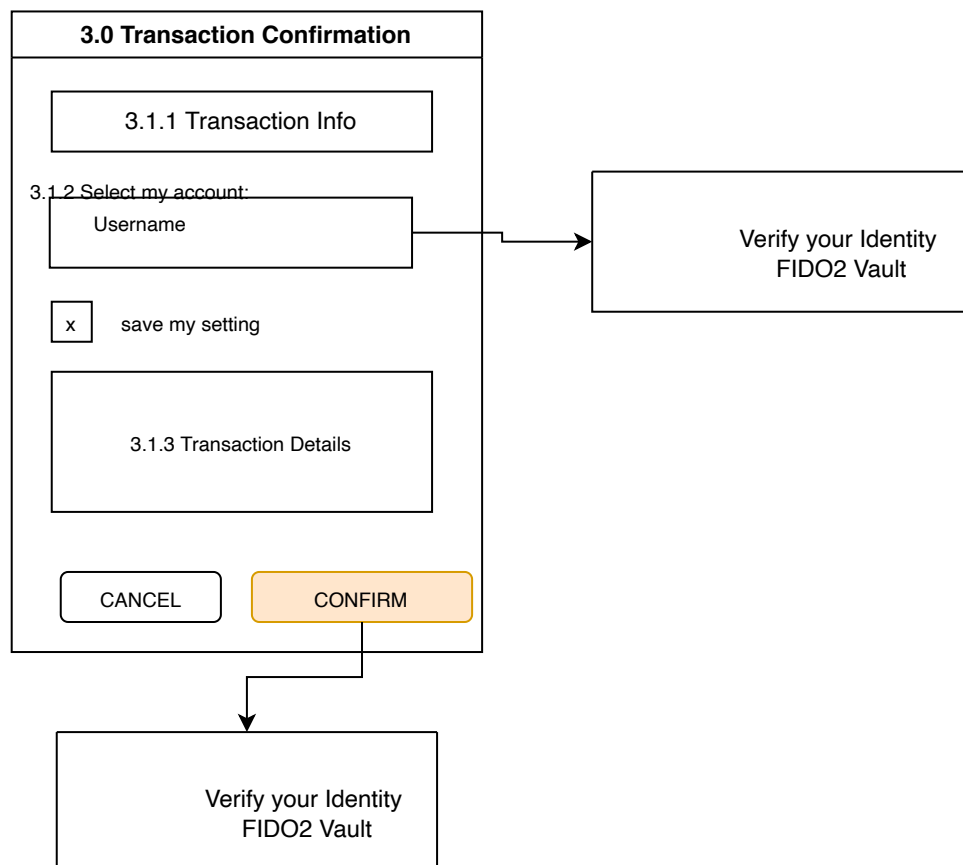 3.0 Transaction Confirmation
3.1.1 Transaction Info
3.1.2 Select my account:
Username
Verify your Identity
FIDO2 Vault
x save my setting
3.1.3 Transaction Details
CANCEL
CONFIRM
Verify your Identity
FIDO2 Vault